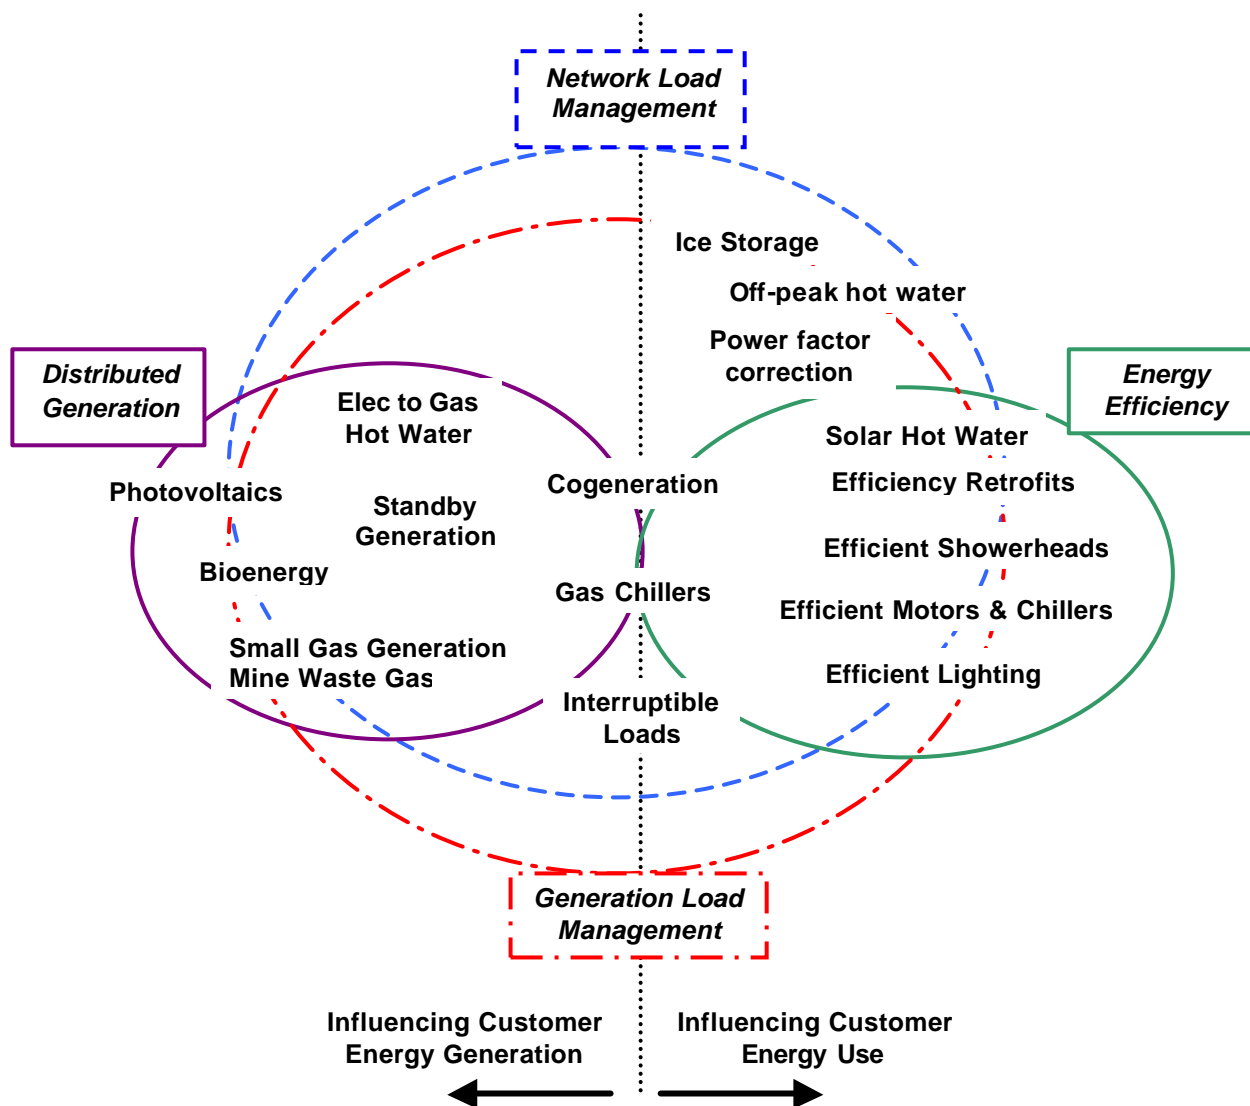 Network Load
Management
Ice Storage
Off-peak hot water
Power factor
correction
Distributed
Generation
Energy
Efficiency
Elec to Gas
Hot Water
Solar Hot Water
Photovoltaics
Cogeneration
Efficiency Retrofits
Standby
Generation
Efficient Showerheads
Bioenergy
Gas Chillers
Efficient Motors & Chillers
Small Gas Generation
Mine Waste Gas
Efficient Lighting
Interruptible
Loads
Generation Load
Management
Influencing Customer
Energy Generation
Influencing Customer
Energy Use